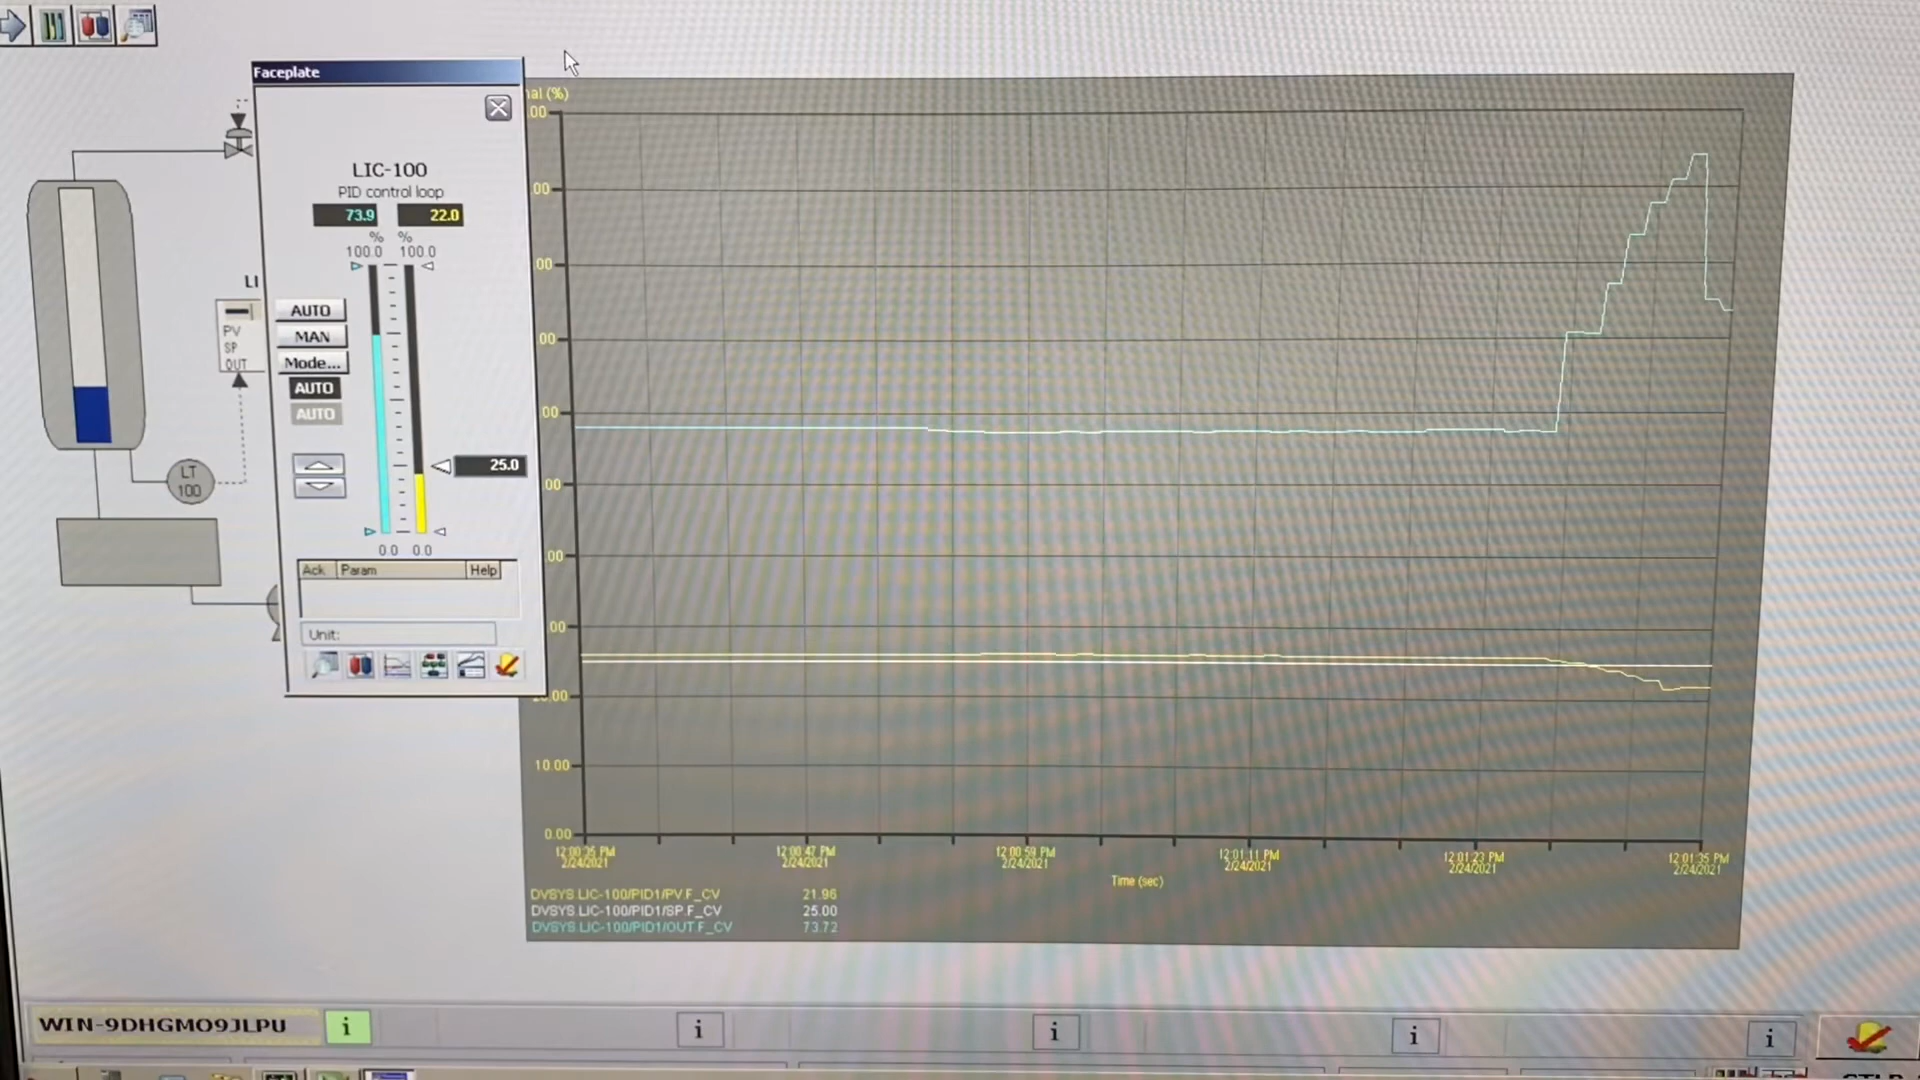 Faceplate
LIC-100
PID control loop
73.9 22.0
% %
100.0 100.0
AUTO
MAN
Mode...
AUTO
AUTO
25.0
0.0 0.0
Ack Param Help
Unit:
PV
SP
OUT
LT
100
10.00
0.00
12:00:35 PM
2/24/2021
12:00:47 PM
2/24/2021
12:00:59 PM
2/24/2021
12:01:11 PM
2/24/2021
12:01:23 PM
2/24/2021
12:01:35 PM
2/24/2021
Time (sec)
DVSYS.LIC-100/PID1/PV.F_CV 21.96
DVSYS.LIC-100/PID1/SP.F_CV 25.00
DVSYS.LIC-100/PID1/OUT.F_CV 73.72
WIN-9DHGMO9JLPU i i i i i